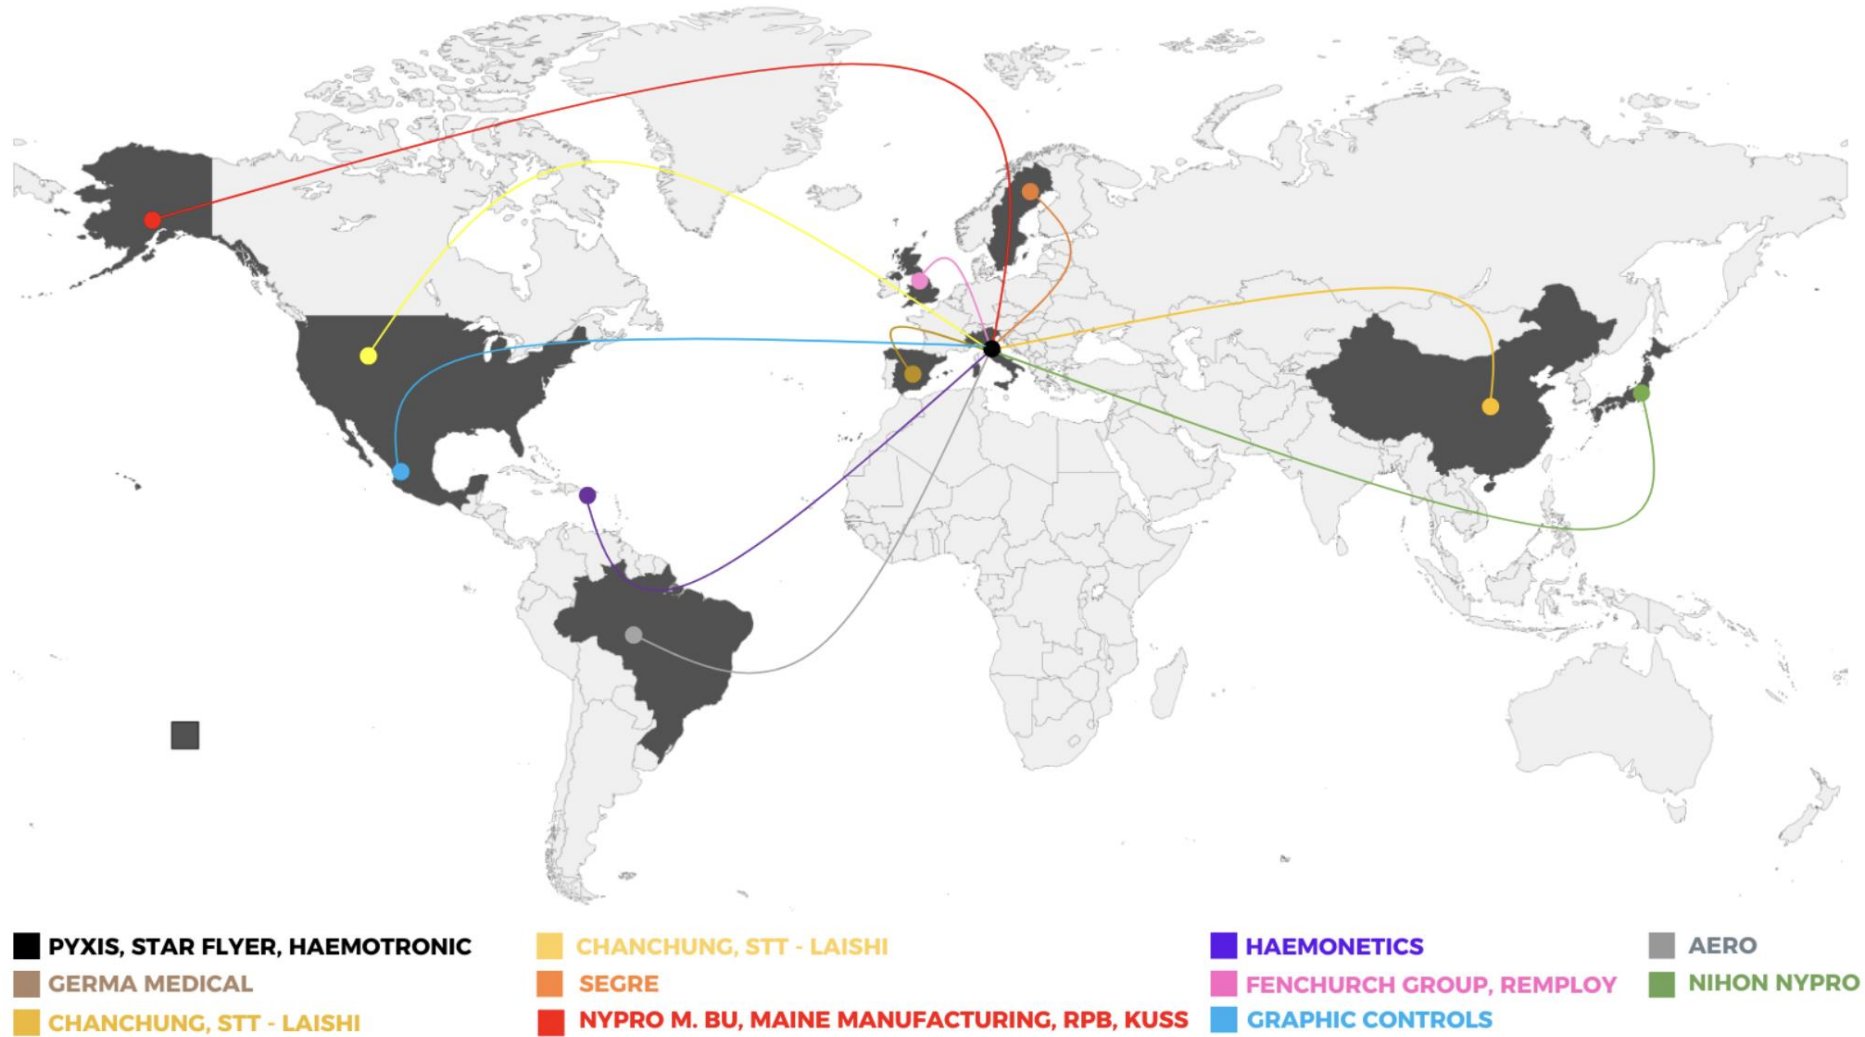 PYXIS, STAR FLYER, HAEMOTRONIC
GERMA MEDICAL
CHANCHUNG, STT - LAISHI
CHANCHUNG, STT - LAISHI
SEGRE
NYPRO M. BU, MAINE MANUFACTURING, RPB, KUSS
HAEMONETICS
FENCHURCH GROUP, REMPLOY
GRAPHIC CONTROLS
AERO
NIHON NYPRO